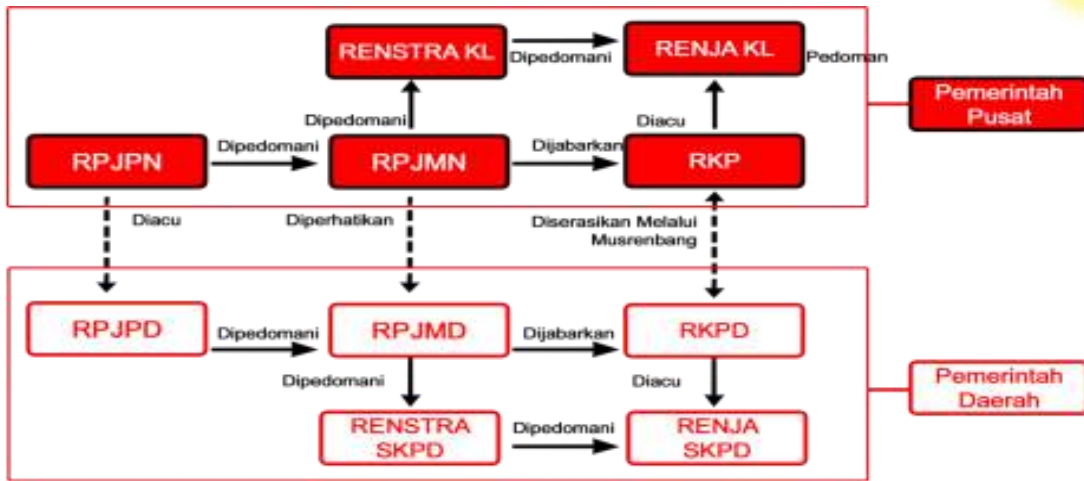 RENSTRA KL
Dipedomani
RENJA KL
Pedoman
Pemerintah
Pusat
Dipedomani
Diacu
RPJPN
Dipedomani
RPJMN
Dijabarkan
RKP
Diacu
Diperhatikan
Diserasikan Melalui
Musrenbang
RPJPD
Dipedomani
RPJMD
Dijabarkan
RKPD
Dipedomani
Diacu
Pemerintah
Daerah
RENSTRA
SKPD
Dipedomani
RENJA
SKPD